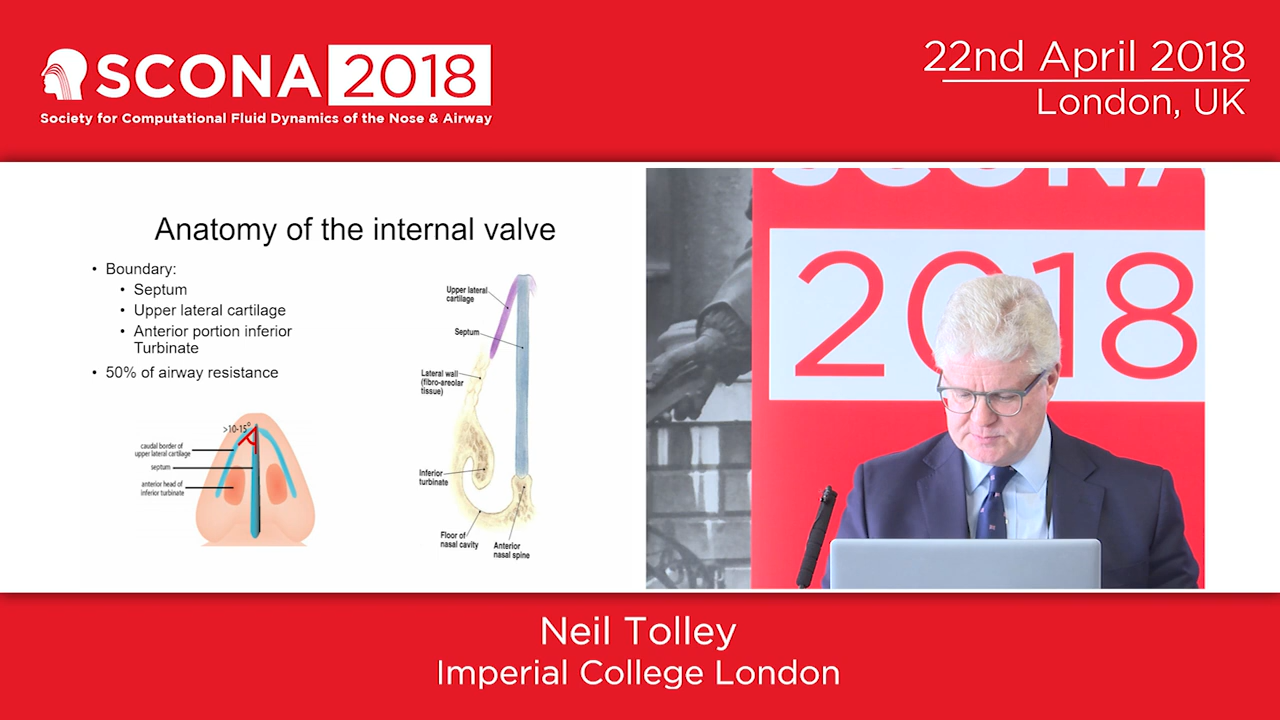 SCONA 2018
Society for Computational Fluid Dynamics of the Nose & Airway
22nd April 2018
London, UK
Anatomy of the internal valve
• Boundary:
• Septum
• Upper lateral cartilage
• Anterior portion inferior
Turbinate
• 50% of airway resistance
>10-15°
caudal border of
upper lateral cartilage
septum
anterior head of
inferior turbinate
Upper lateral
cartilage
Septum
Lateral wall
(fibro-areolar
tissue)
Inferior
turbinate
Floor of
nasal cavity
Anterior
nasal spine
SCONA
2018
Neil Tolley
Imperial College London